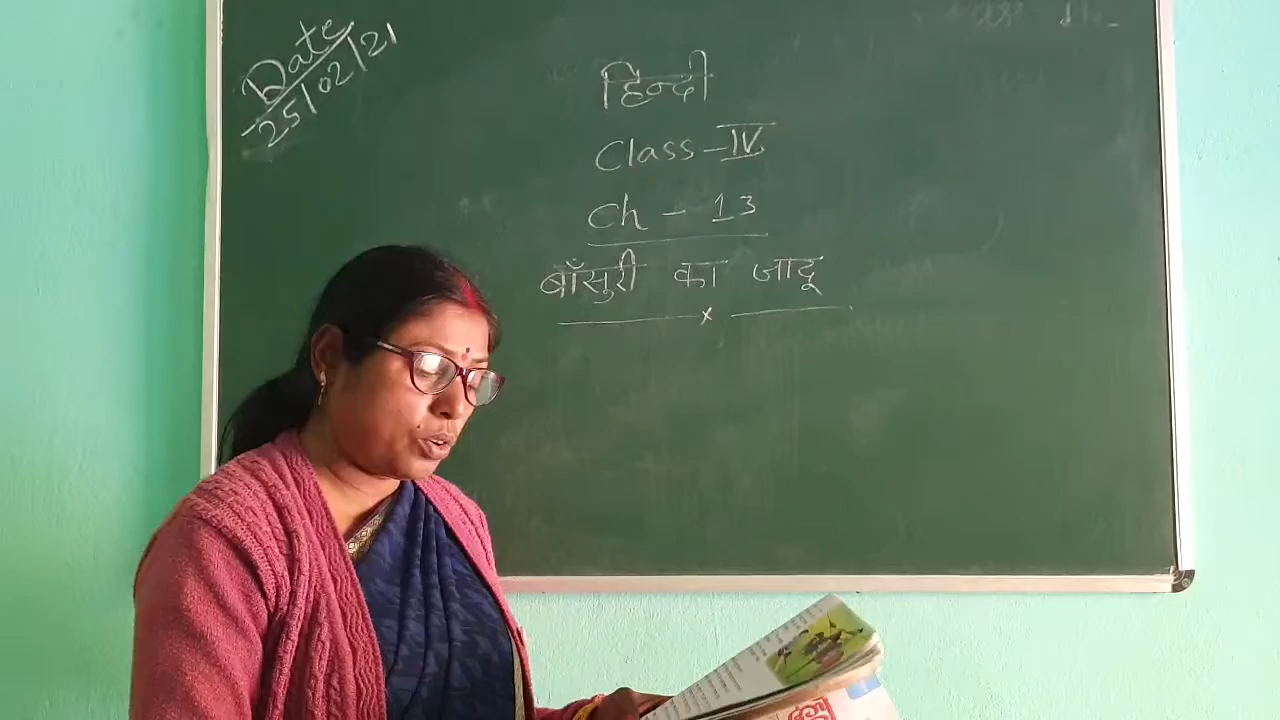 Date
25/02/21
हिन्दी
Class - IV
Ch - 13
बाँसुरी का जादू